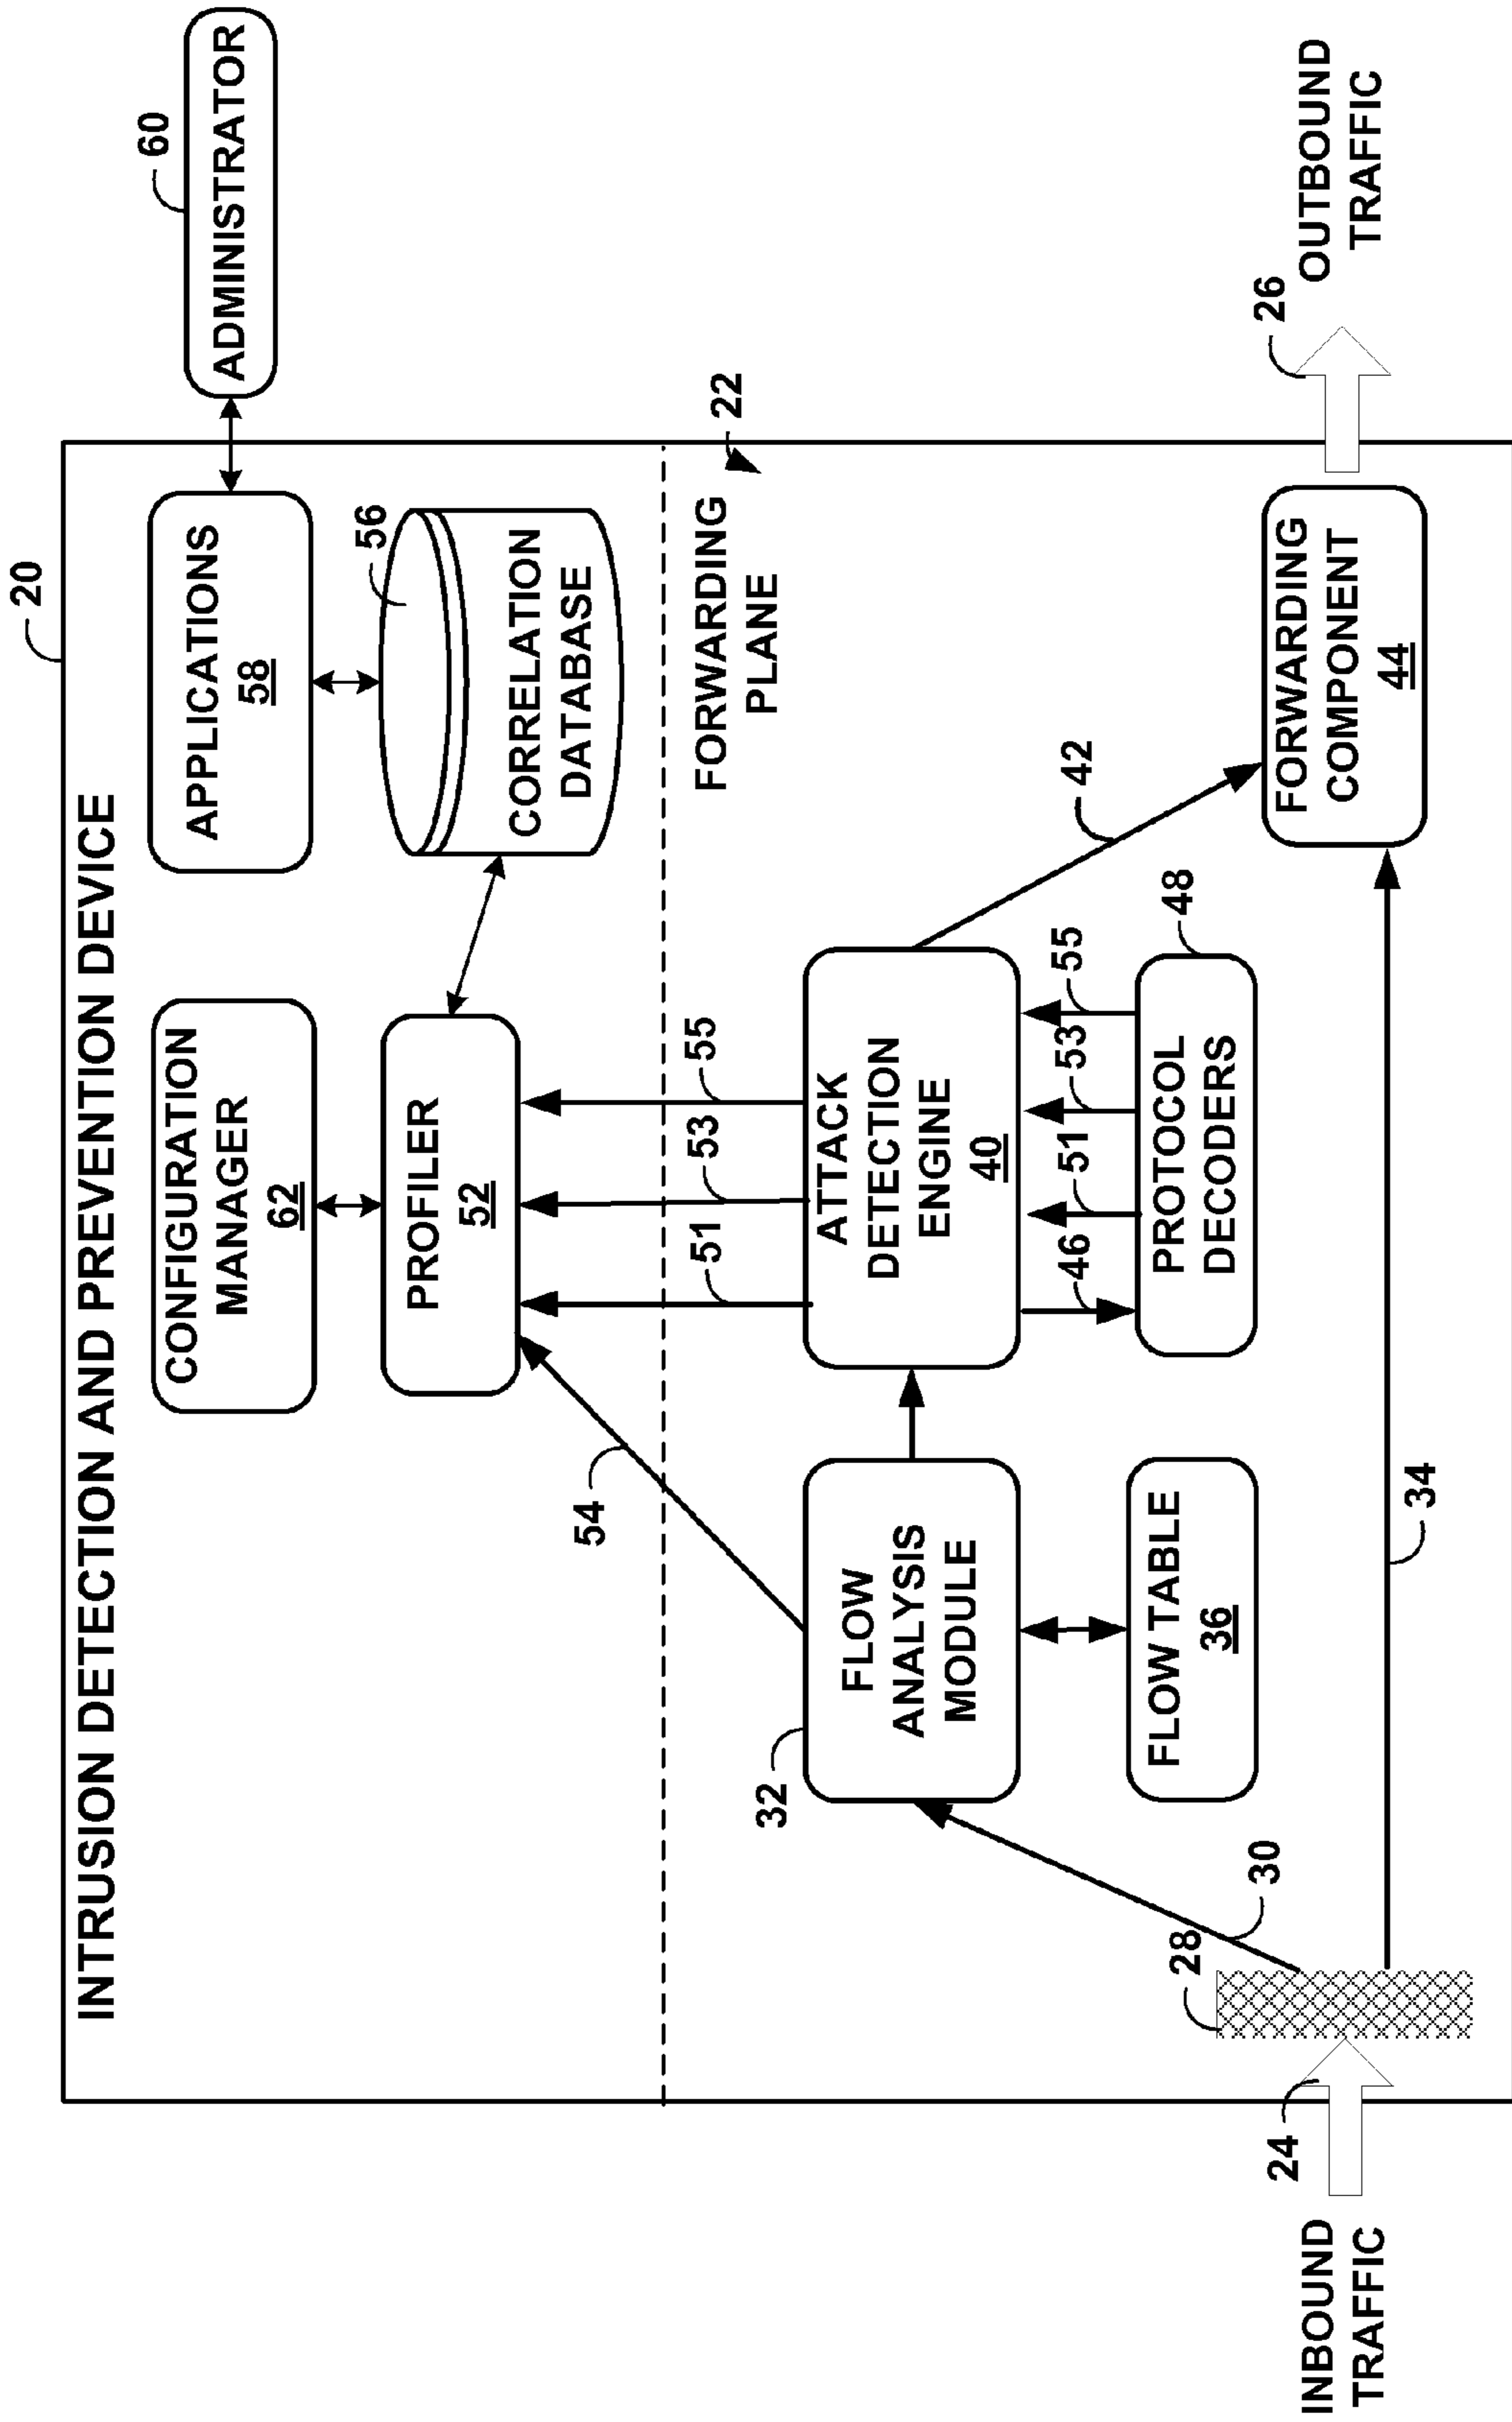 20
INTRUSION DETECTION AND PREVENTION DEVICE
60
ADMINISTRATOR
CONFIGURATION
MANAGER
62
APPLICATIONS
58
56
PROFILER
52
CORRELATION
DATABASE
54
51
53
55
FORWARDING
PLANE
22
32
FLOW
ANALYSIS
MODULE
ATTACK
DETECTION
ENGINE
40
42
46
51
53
55
FLOW TABLE
36
PROTOCOL
DECODERS
48
28
30
24
INBOUND
TRAFFIC
34
FORWARDING
COMPONENT
44
26
OUTBOUND
TRAFFIC